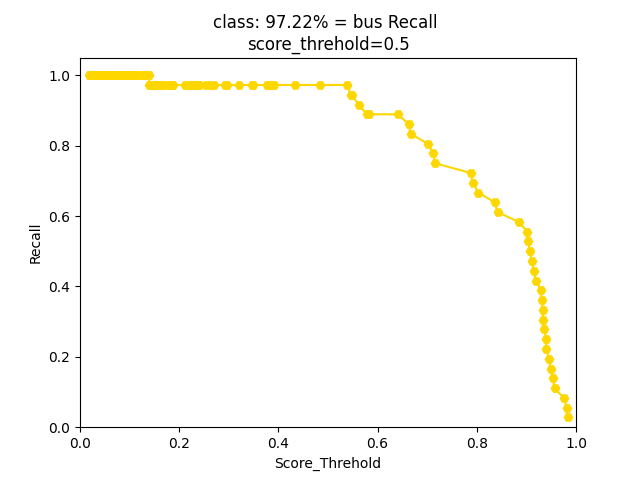 class: 97.22% = bus Recall
score_threhold=0.5
1.0
0.8
0.6
0.4
0.2
0.0
Recall
0.0 0.2 0.4 0.6 0.8 1.0
Score_Threhold